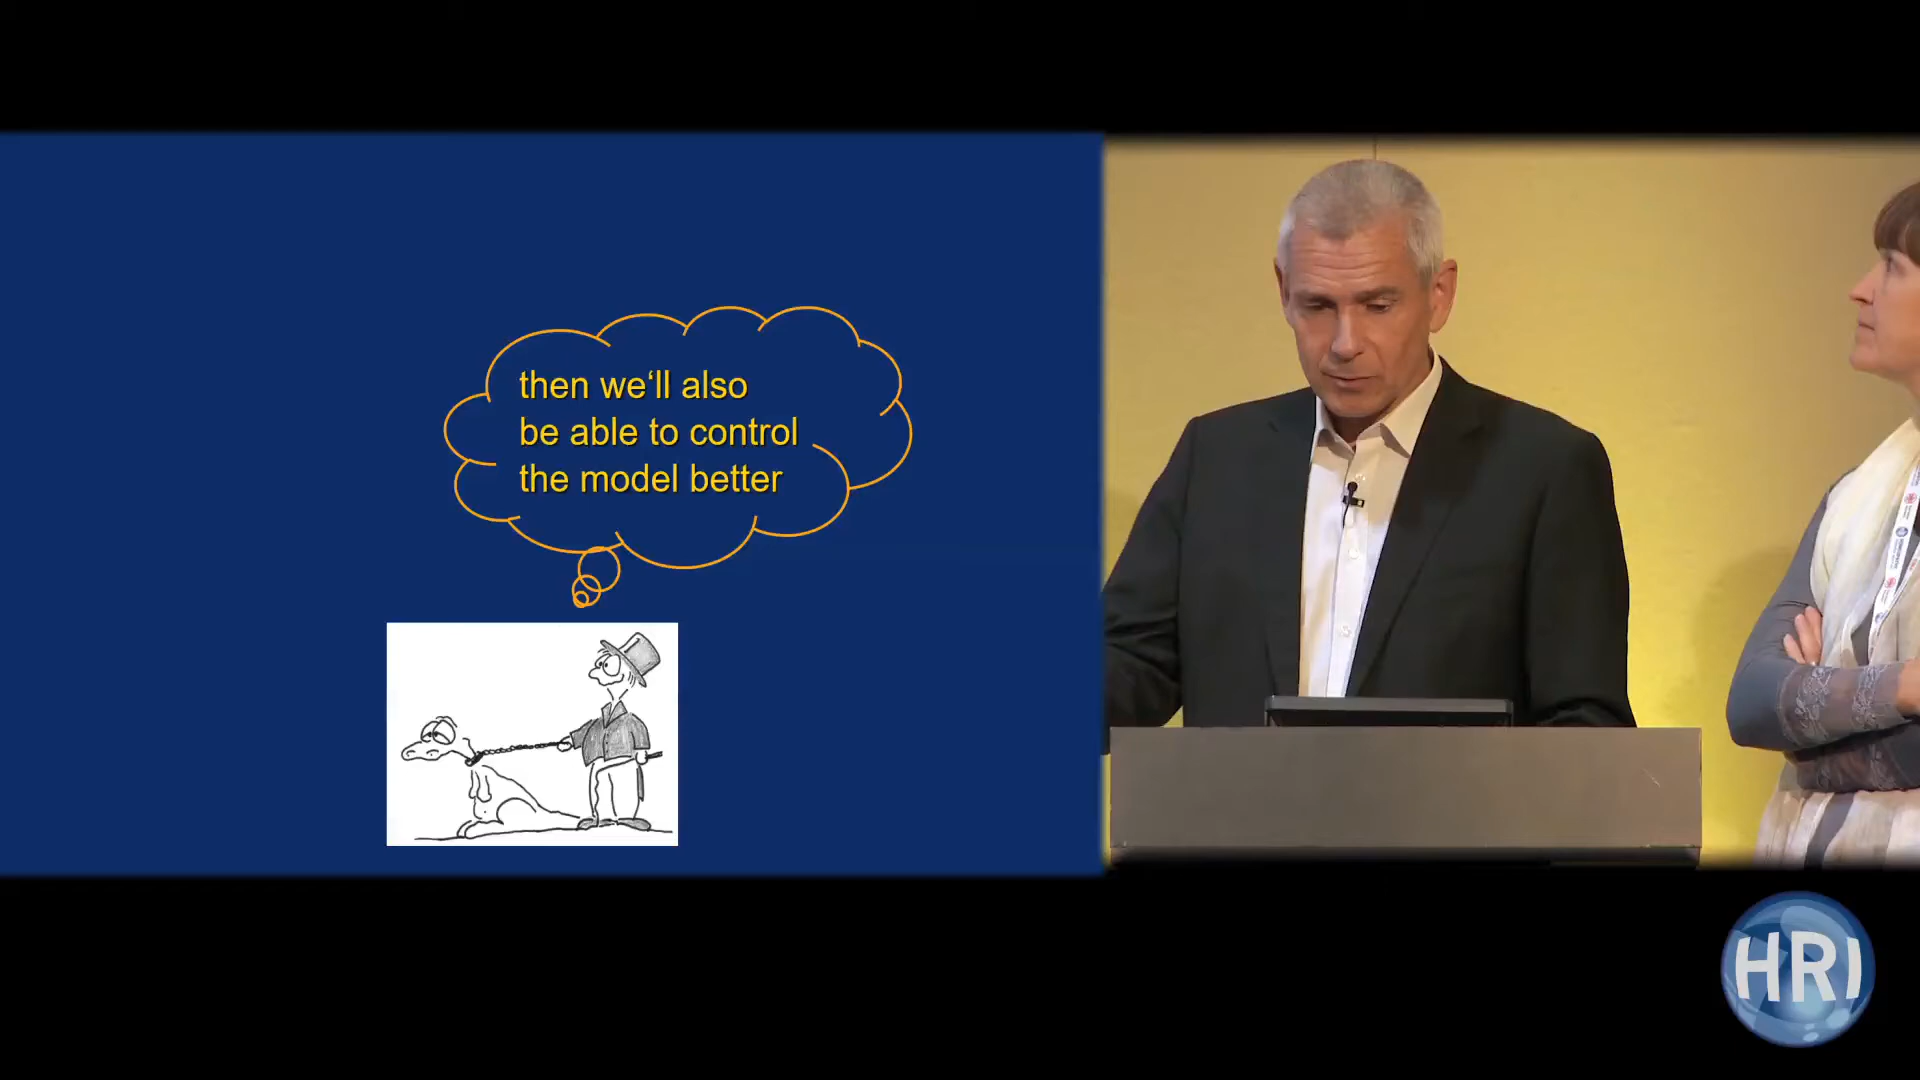 then we‘ll also
be able to control
the model better
HRI